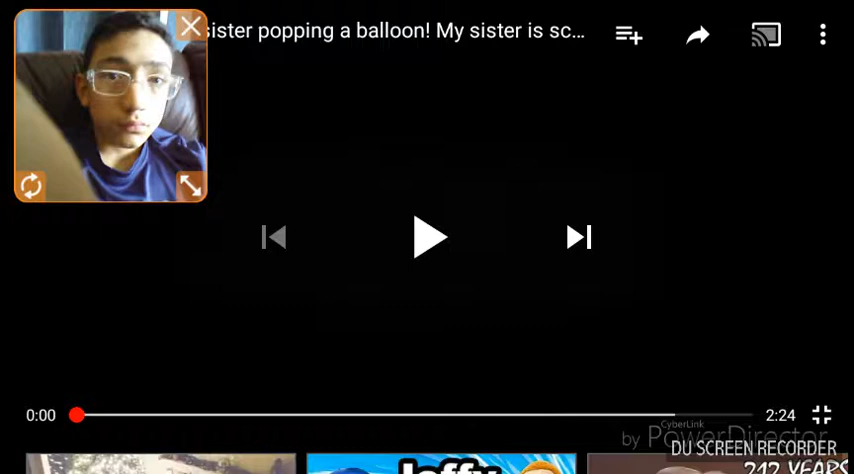 sister popping a balloon! My sister is sc...
0:00
2:24
CyberLink
by PowerDirector
DU SCREEN RECORDER
Jeffy
212 YEARS